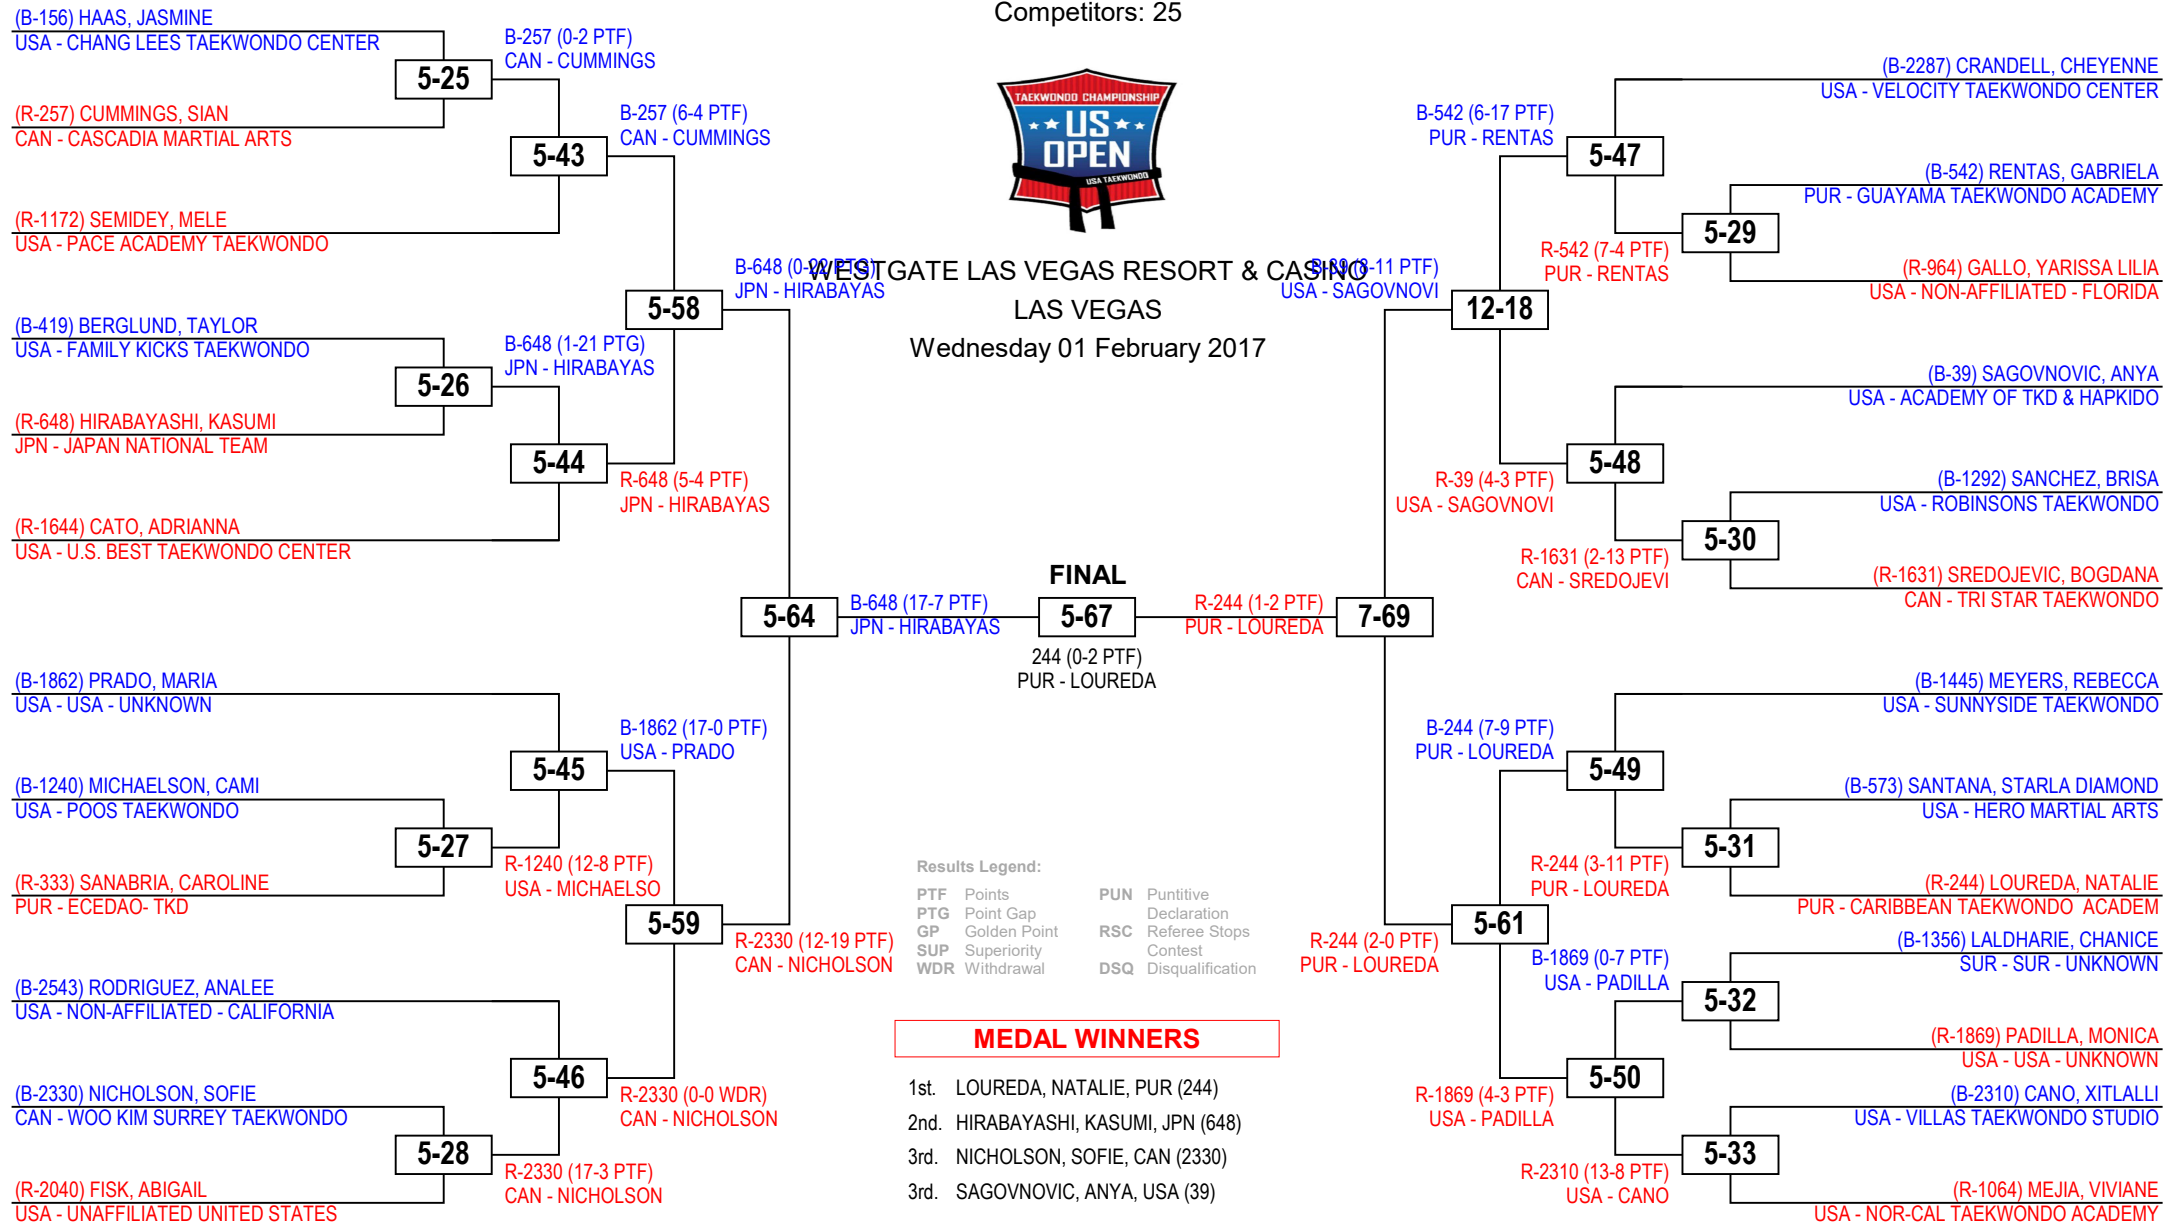 Competitors: 25
TAEKWONDO CHAMPIONSHIP
US
OPEN
USA TAEKWONDO
WESTGATE LAS VEGAS RESORT & CASINO
LAS VEGAS
Wednesday 01 February 2017
(B-156) HAAS, JASMINE
USA - CHANG LEES TAEKWONDO CENTER
5-25
(R-257) CUMMINGS, SIAN
CAN - CASCADIA MARTIAL ARTS
B-257 (0-2 PTF)
CAN - CUMMINGS
5-43
(R-1172) SEMIDEY, MELE
USA - PACE ACADEMY TAEKWONDO
B-257 (6-4 PTF)
CAN - CUMMINGS
5-58
B-648 (0-22 PTG)
JPN - HIRABAYAS
(B-419) BERGLUND, TAYLOR
USA - FAMILY KICKS TAEKWONDO
5-26
(R-648) HIRABAYASHI, KASUMI
JPN - JAPAN NATIONAL TEAM
B-648 (1-21 PTG)
JPN - HIRABAYAS
5-44
(R-1644) CATO, ADRIANNA
USA - U.S. BEST TAEKWONDO CENTER
R-648 (5-4 PTF)
JPN - HIRABAYAS
5-64
B-648 (17-7 PTF)
JPN - HIRABAYAS
(B-1862) PRADO, MARIA
USA - USA - UNKNOWN
5-45
B-1862 (17-0 PTF)
USA - PRADO
(B-1240) MICHAELSON, CAMI
USA - POOS TAEKWONDO
5-27
(R-333) SANABRIA, CAROLINE
PUR - ECEDAO- TKD
R-1240 (12-8 PTF)
USA - MICHAELSO
5-59
R-2330 (12-19 PTF)
CAN - NICHOLSON
(B-2543) RODRIGUEZ, ANALEE
USA - NON-AFFILIATED - CALIFORNIA
5-46
R-2330 (0-0 WDR)
CAN - NICHOLSON
(B-2330) NICHOLSON, SOFIE
CAN - WOO KIM SURREY TAEKWONDO
5-28
(R-2040) FISK, ABIGAIL
USA - UNAFFILIATED UNITED STATES
R-2330 (17-3 PTF)
CAN - NICHOLSON
FINAL
5-67
244 (0-2 PTF)
PUR - LOUREDA
R-244 (1-2 PTF)
PUR - LOUREDA
7-69
B-39 (8-11 PTF)
USA - SAGOVNOVI
12-18
B-542 (6-17 PTF)
PUR - RENTAS
5-47
(B-2287) CRANDELL, CHEYENNE
USA - VELOCITY TAEKWONDO CENTER
(B-542) RENTAS, GABRIELA
PUR - GUAYAMA TAEKWONDO ACADEMY
5-29
R-542 (7-4 PTF)
PUR - RENTAS
(R-964) GALLO, YARISSA LILIA
USA - NON-AFFILIATED - FLORIDA
(B-39) SAGOVNOVIC, ANYA
USA - ACADEMY OF TKD & HAPKIDO
5-48
R-39 (4-3 PTF)
USA - SAGOVNOVI
(B-1292) SANCHEZ, BRISA
USA - ROBINSONS TAEKWONDO
5-30
R-1631 (2-13 PTF)
CAN - SREDOJEVI
(R-1631) SREDOJEVIC, BOGDANA
CAN - TRI STAR TAEKWONDO
(B-1445) MEYERS, REBECCA
USA - SUNNYSIDE TAEKWONDO
B-244 (7-9 PTF)
PUR - LOUREDA
5-49
(B-573) SANTANA, STARLA DIAMOND
USA - HERO MARTIAL ARTS
5-31
R-244 (3-11 PTF)
PUR - LOUREDA
(R-244) LOUREDA, NATALIE
PUR - CARIBBEAN TAEKWONDO  ACADEM
5-61
R-244 (2-0 PTF)
PUR - LOUREDA
(B-1356) LALDHARIE, CHANICE
SUR - SUR - UNKNOWN
B-1869 (0-7 PTF)
USA - PADILLA
5-32
(R-1869) PADILLA, MONICA
USA - USA - UNKNOWN
5-50
R-1869 (4-3 PTF)
USA - PADILLA
(B-2310) CANO, XITLALLI
USA - VILLAS TAEKWONDO STUDIO
5-33
R-2310 (13-8 PTF)
USA - CANO
(R-1064) MEJIA, VIVIANE
USA - NOR-CAL TAEKWONDO ACADEMY
Results Legend:
PTF Points
PTG Point Gap
GP Golden Point
SUP Superiority
WDR Withdrawal
PUN Puntitive
Declaration
RSC Referee Stops
Contest
DSQ Disqualification
MEDAL WINNERS
1st. LOUREDA, NATALIE, PUR (244)
2nd. HIRABAYASHI, KASUMI, JPN (648)
3rd. NICHOLSON, SOFIE, CAN (2330)
3rd. SAGOVNOVIC, ANYA, USA (39)